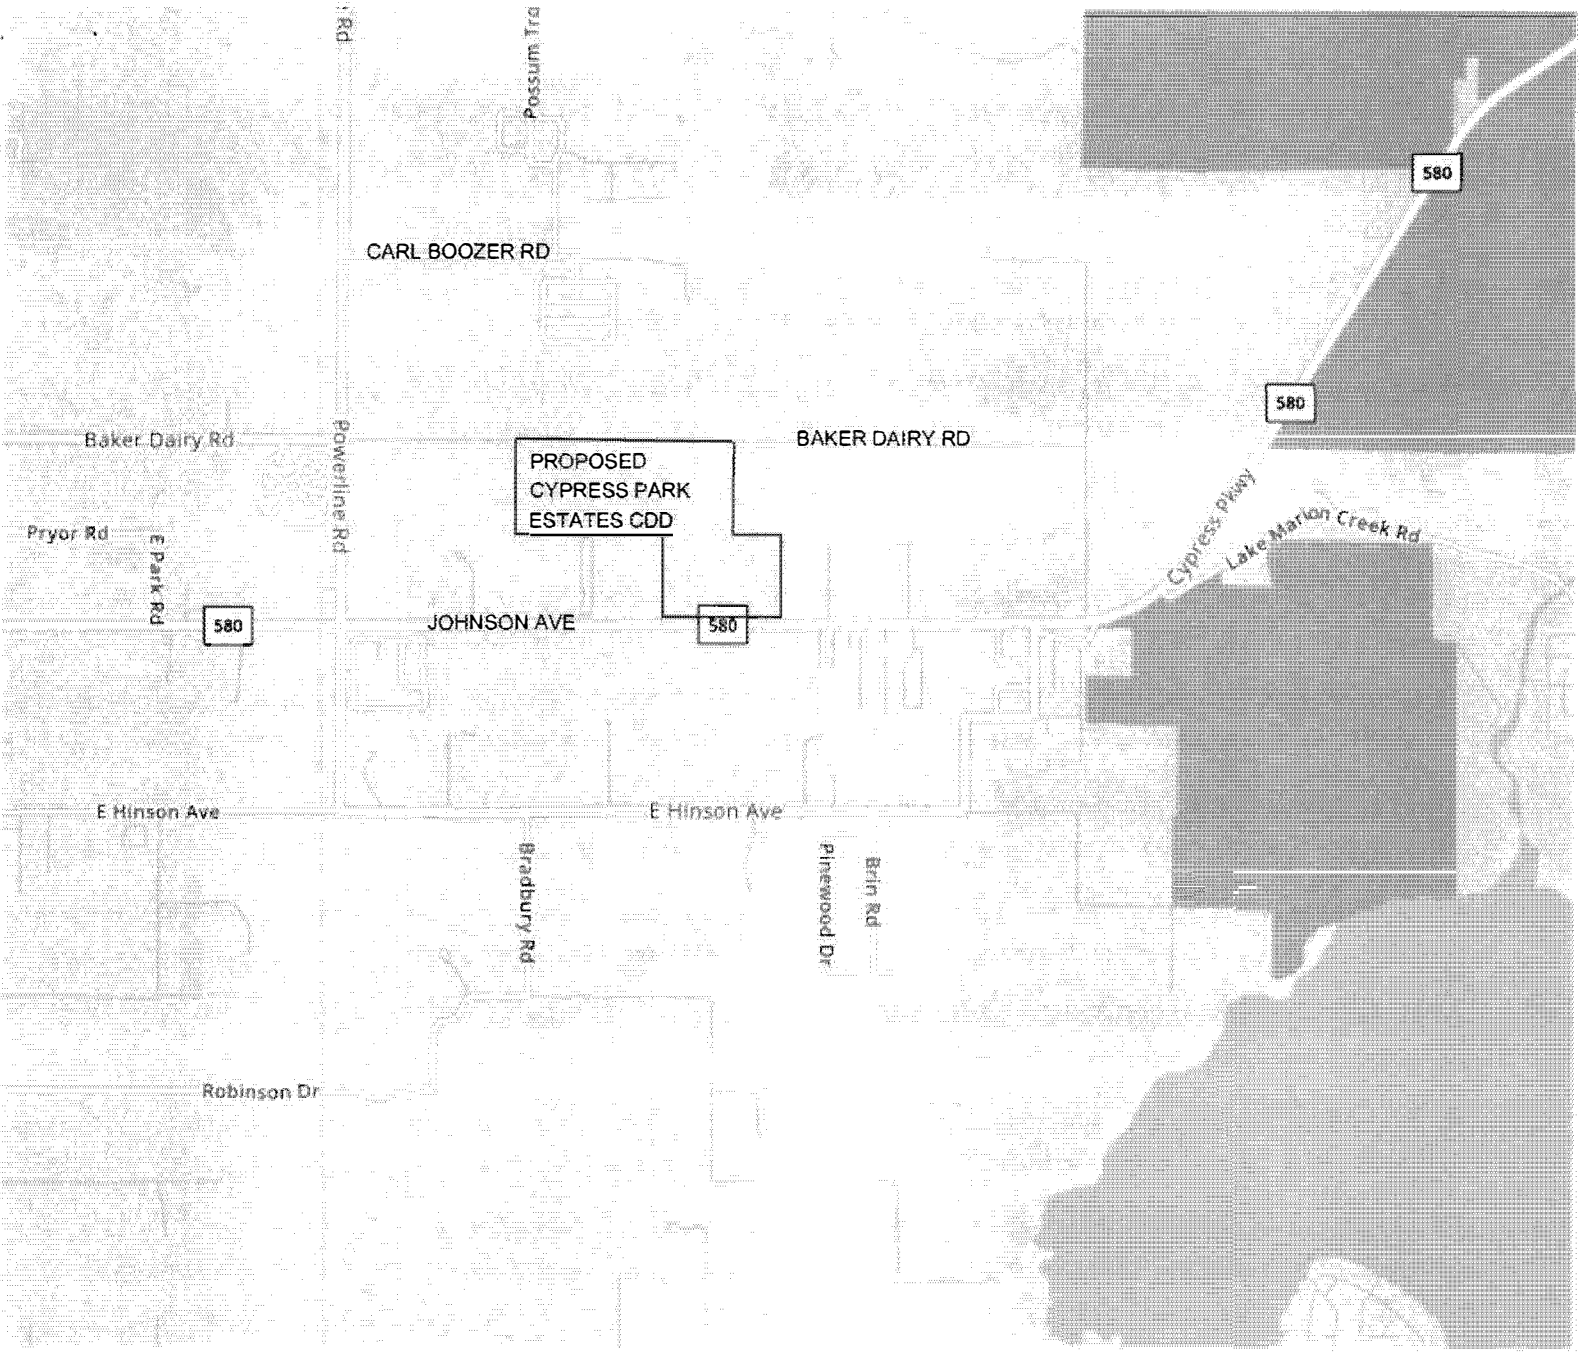 Rd
Possum Tra
580
CARL BOOZER RD
580
Baker Dairy Rd
BAKER DAIRY RD
Powerline Rd
PROPOSED
CYPRESS PARK
ESTATES CDD
Cypress Pkwy
Lake Marion Creek Rd
Pryor Rd
E Park Rd
580
JOHNSON AVE
580
E Hinson Ave
E Hinson Ave
Bradbury Rd
Pinewood Dr
Brin Rd
Robinson Dr